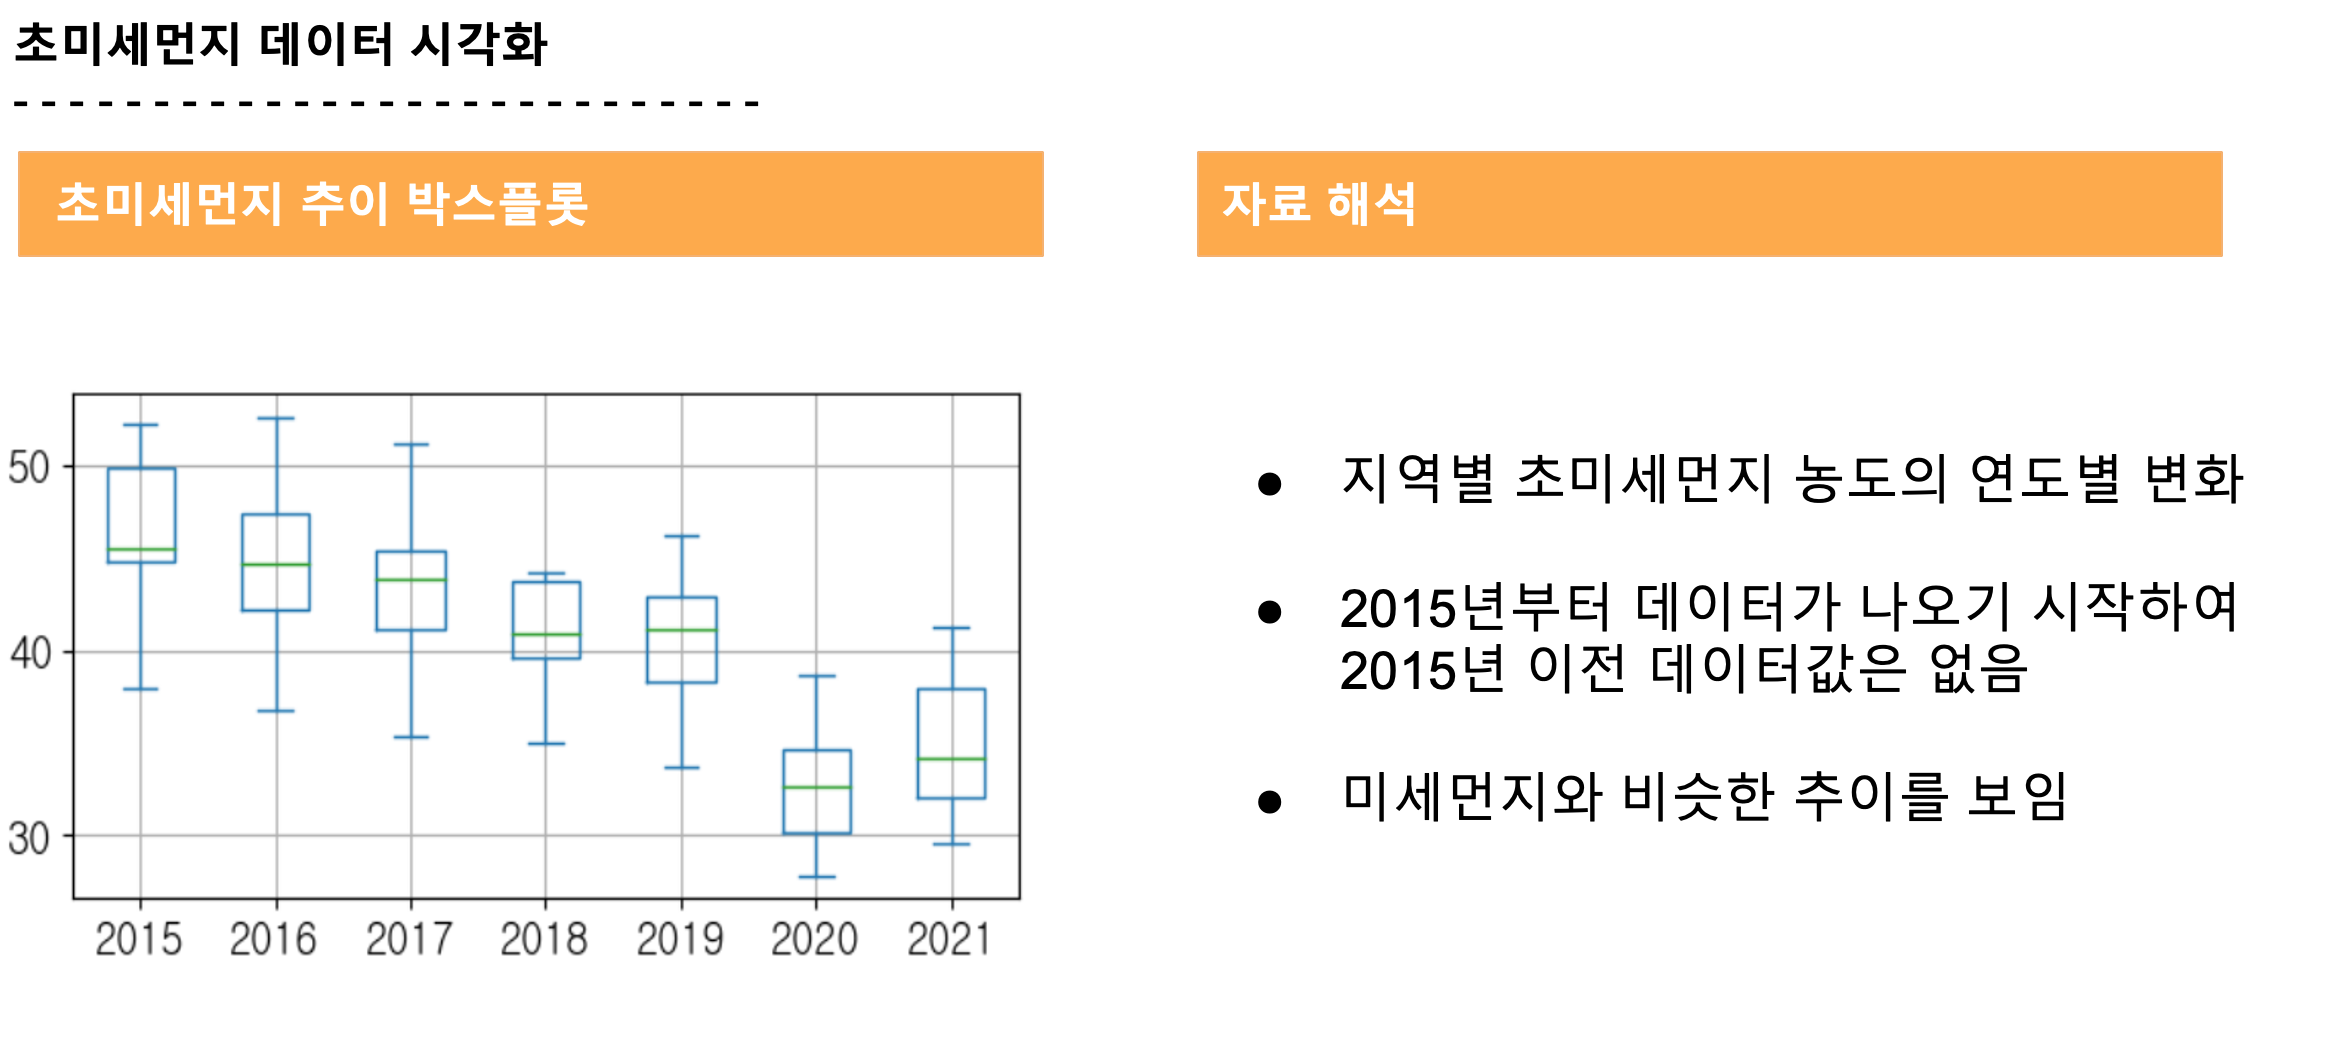 초미세먼지 데이터 시각화
- - - - - - - - - - - - - - - - - - - - - - - - - - -
초미세먼지 추이 박스플롯
자료 해석
50
40
30
2015 2016 2017 2018 2019 2020 2021
● 지역별 초미세먼지 농도의 연도별 변화
● 2015년부터 데이터가 나오기 시작하여
2015년 이전 데이터값은 없음
● 미세먼지와 비슷한 추이를 보임